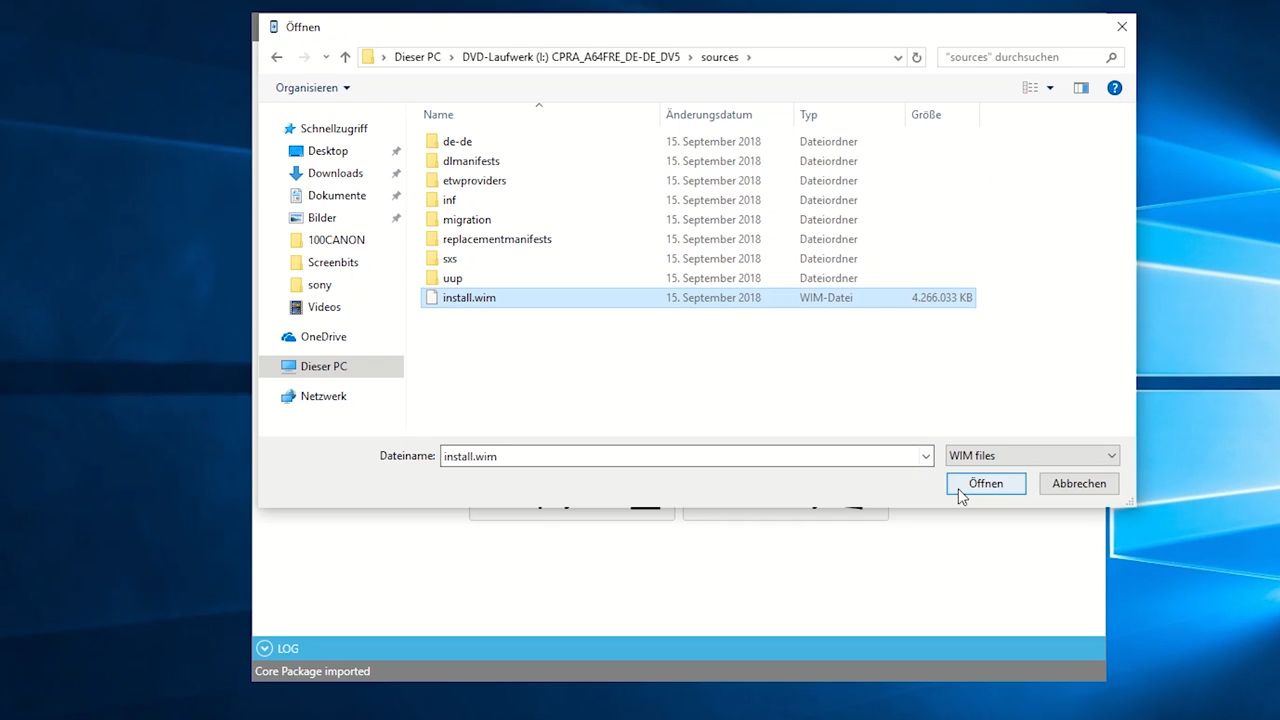 Öffnen
Dieser PC DVD-Laufwerk (I:) CPRA_A64FRE_DE-DE_DV5 sources "sources" durchsuchen
Organisieren
Name Änderungsdatum Typ Größe
Schnellzugriff
Desktop
Downloads
Dokumente
Bilder
100CANON
Screenbits
sony
Videos
OneDrive
Dieser PC
Netzwerk
de-de 15. September 2018 Dateiordner
dlmanifests 15. September 2018 Dateiordner
etwproviders 15. September 2018 Dateiordner
inf 15. September 2018 Dateiordner
migration 15. September 2018 Dateiordner
replacementmanifests 15. September 2018 Dateiordner
sxs 15. September 2018 Dateiordner
uup 15. September 2018 Dateiordner
install.wim 15. September 2018 WIM-Datei 4.266.033 KB
Dateiname: install.wim WIM files
Öffnen Abbrechen
LOG
Core Package imported